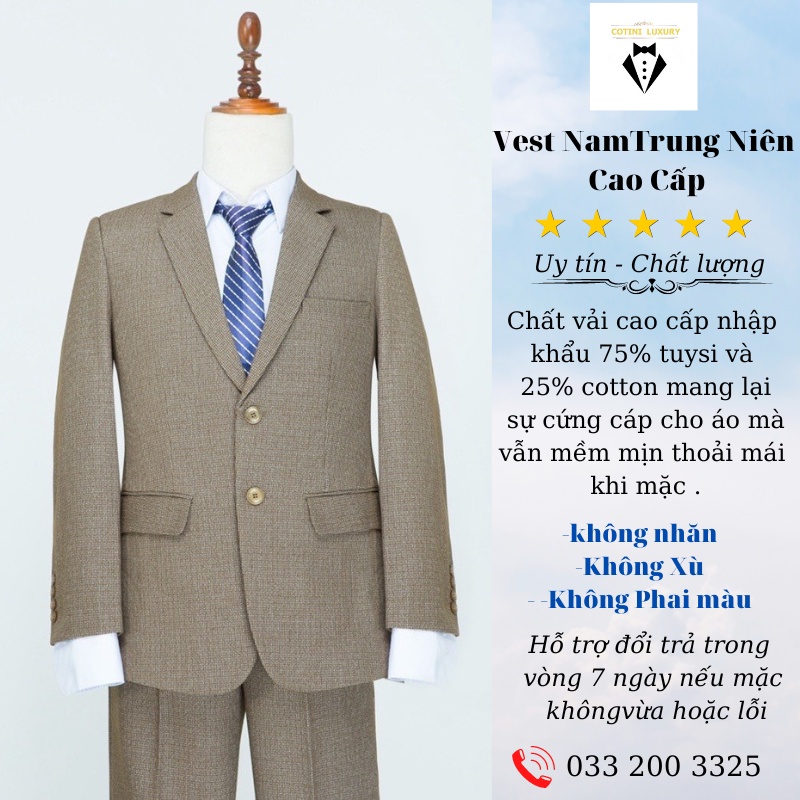 COTINI LUXURY
Vest NamTrung Niên
Cao Cấp
Uy tín - Chất lượng
Chất vải cao cấp nhập
khẩu 75% tuysi và
25% cotton mang lại
sự cứng cáp cho áo mà
vẫn mềm mịn thoải mái
khi mặc .
-không nhăn
-Không Xù
- -Không Phai màu
Hỗ trợ đổi trả trong
vòng 7 ngày nếu mặc
khôngvừa hoặc lỗi
033 200 3325